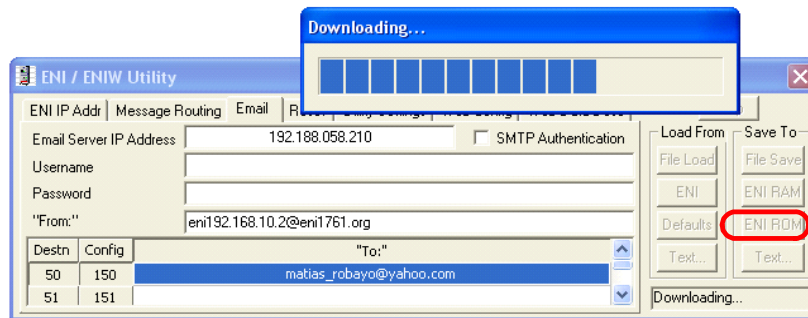 Downloading...
ENI / ENIW Utility
ENI IP Addr Message Routing Email
Email Server IP Address 192.188.058.210 SMTP Authentication
Username
Password
"From:" eni192.168.10.2@eni1761.org
Destn Config "To:"
50 150 matias_robayo@yahoo.com
51 151
Load From Save To
File Load File Save
ENI ENI RAM
Defaults ENI ROM
Text... Text...
Downloading...